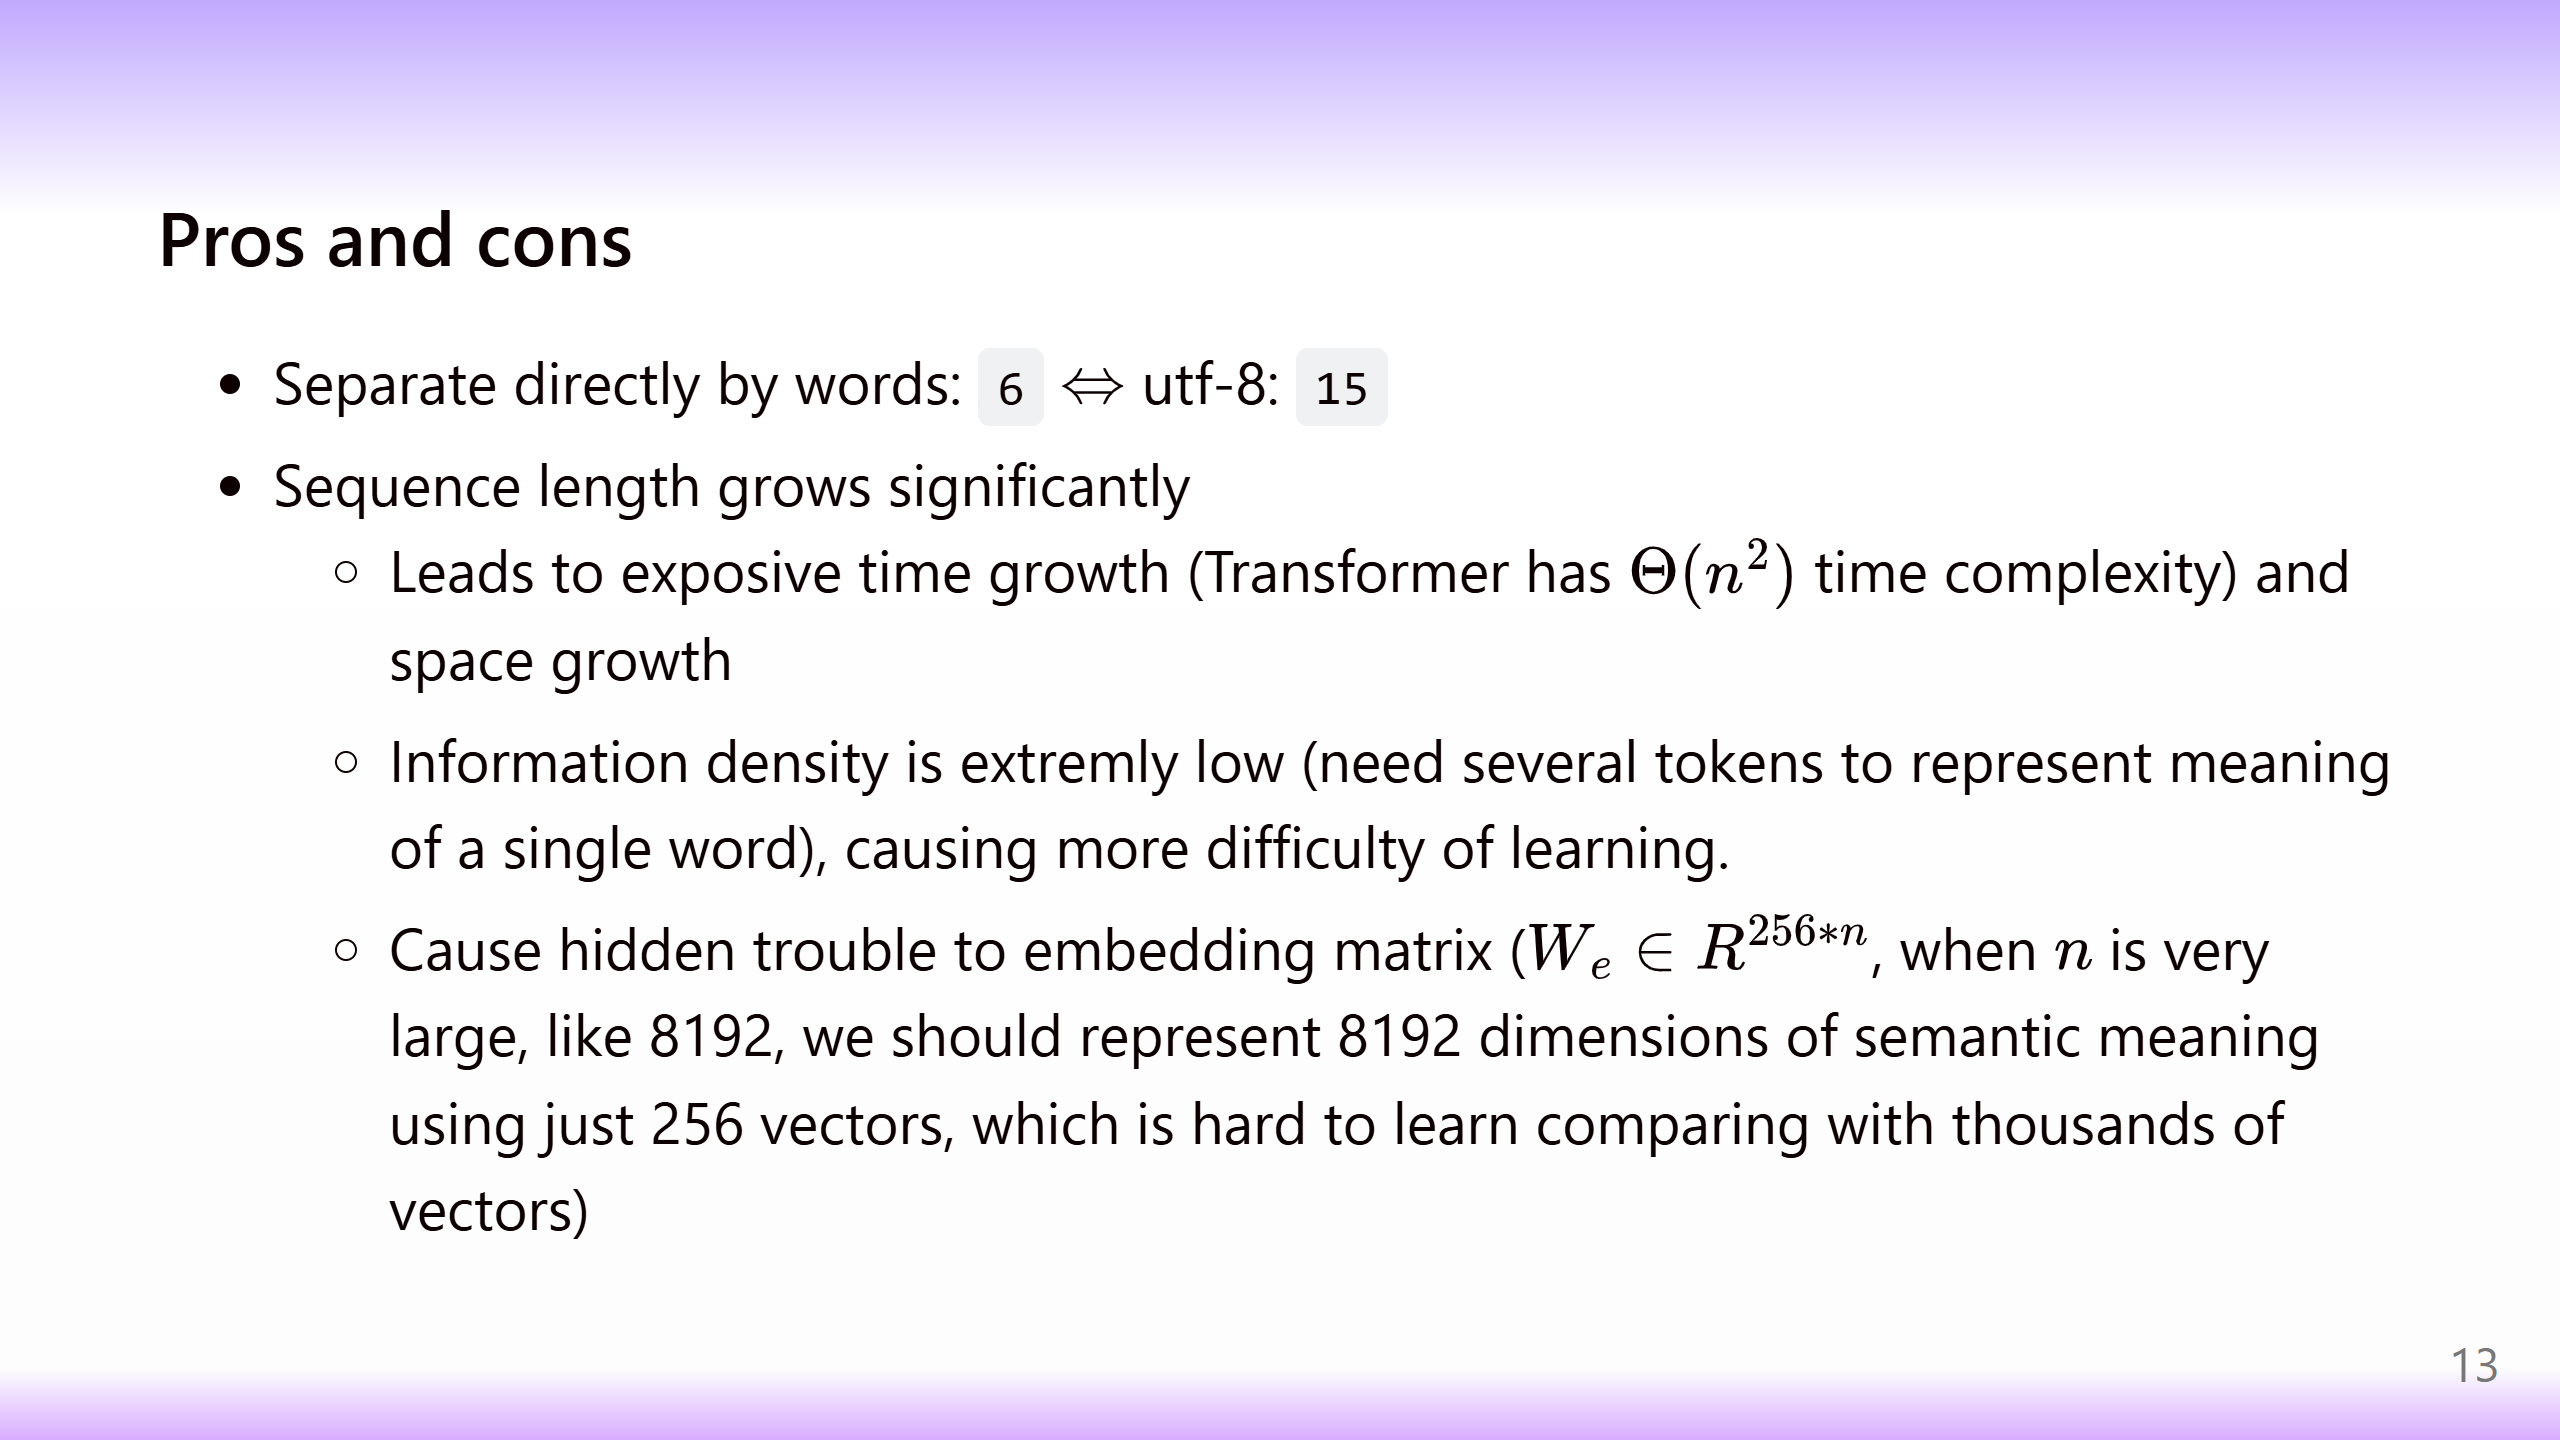 Pros and cons
• Separate directly by words: 6 ⟺ utf-8: 15
• Sequence length grows significantly
○ Leads to exposive time growth (Transformer has Θ(n²) time complexity) and
space growth
○ Information density is extremly low (need several tokens to represent meaning
of a single word), causing more difficulty of learning.
○ Cause hidden trouble to embedding matrix (Wₑ ∈ R^{256*n}, when n is very
large, like 8192, we should represent 8192 dimensions of semantic meaning
using just 256 vectors, which is hard to learn comparing with thousands of
vectors)
13